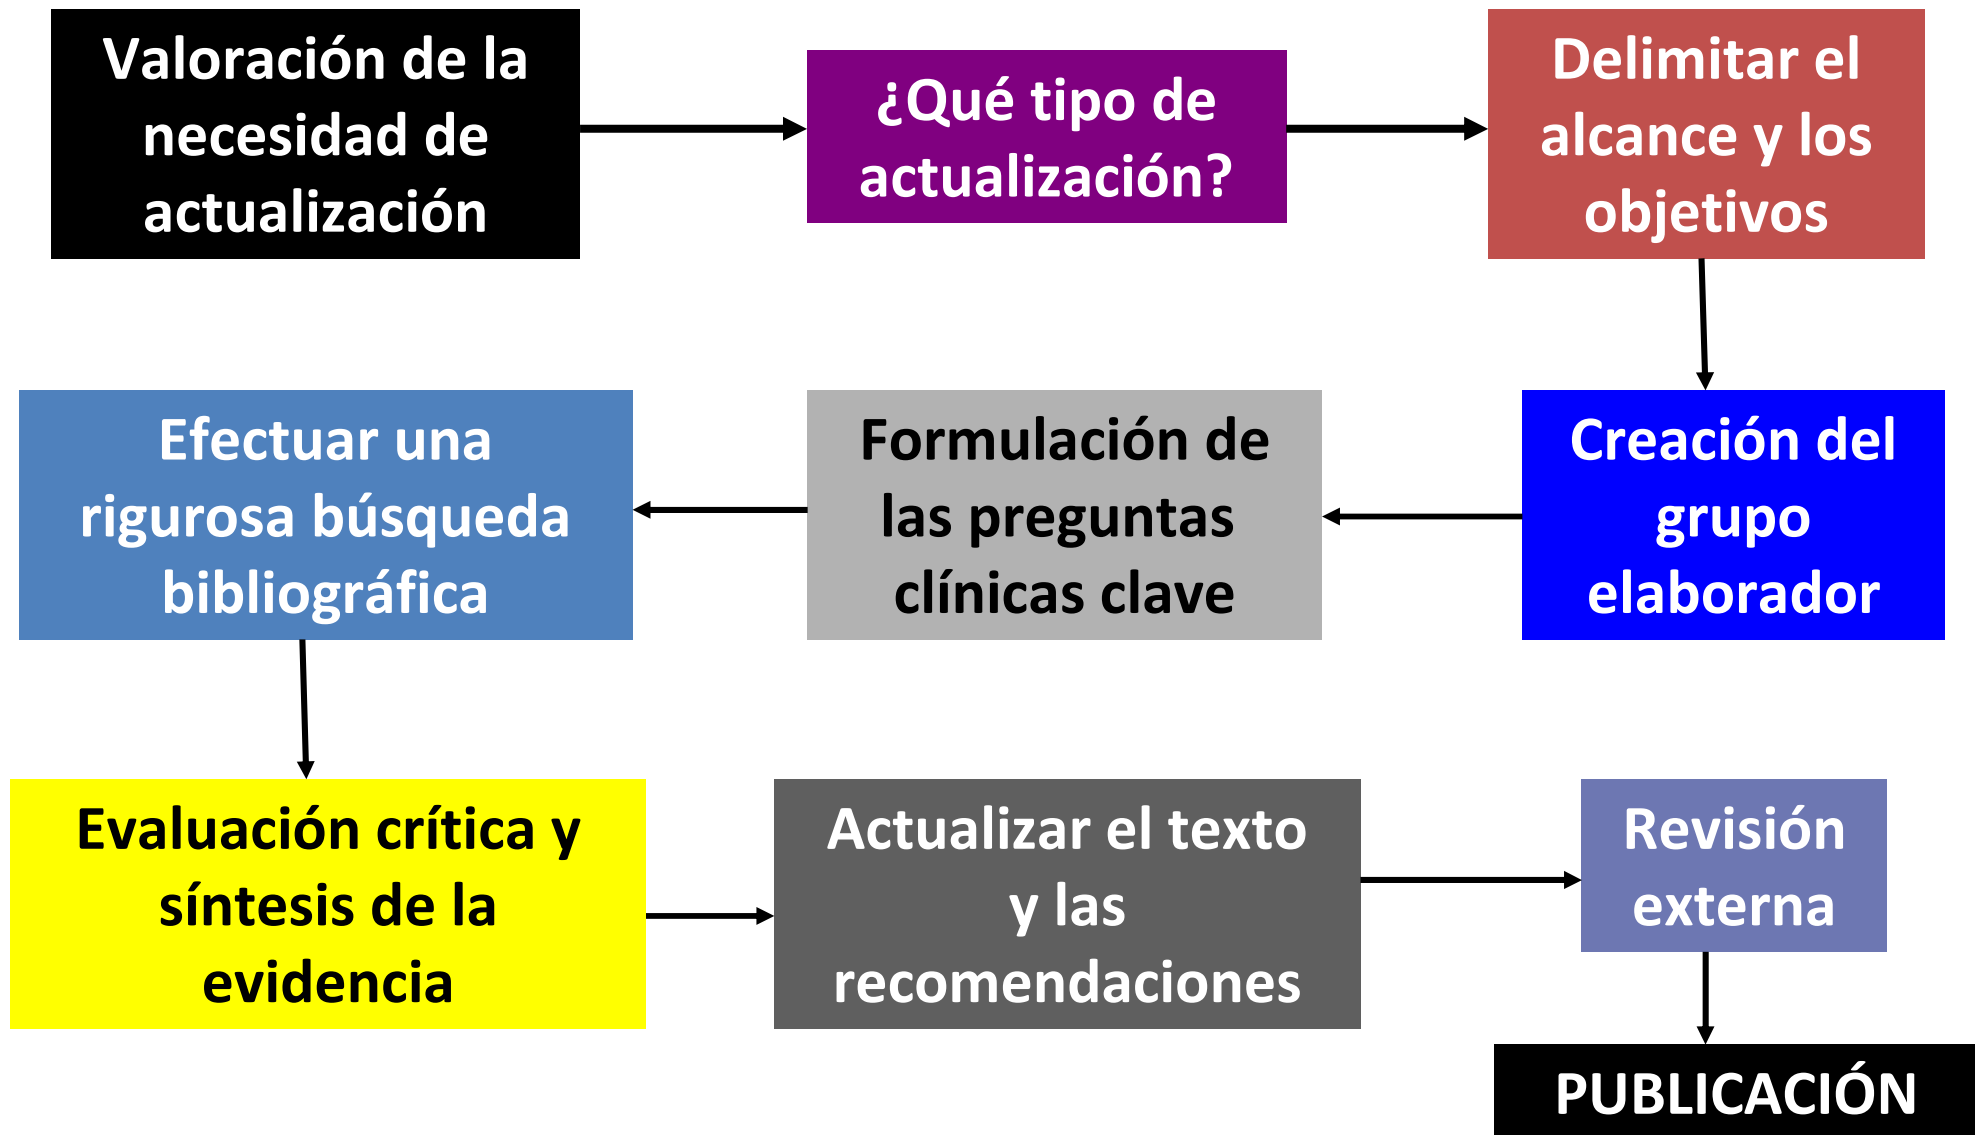 Valoración de la
necesidad de
actualización
¿Qué tipo de
actualización?
Delimitar el
alcance y los
objetivos
Creación del
grupo
elaborador
Formulación de
las preguntas
clínicas clave
Efectuar una
rigurosa búsqueda
bibliográfica
Evaluación crítica y
síntesis de la
evidencia
Actualizar el texto
y las
recomendaciones
Revisión
externa
PUBLICACIÓN